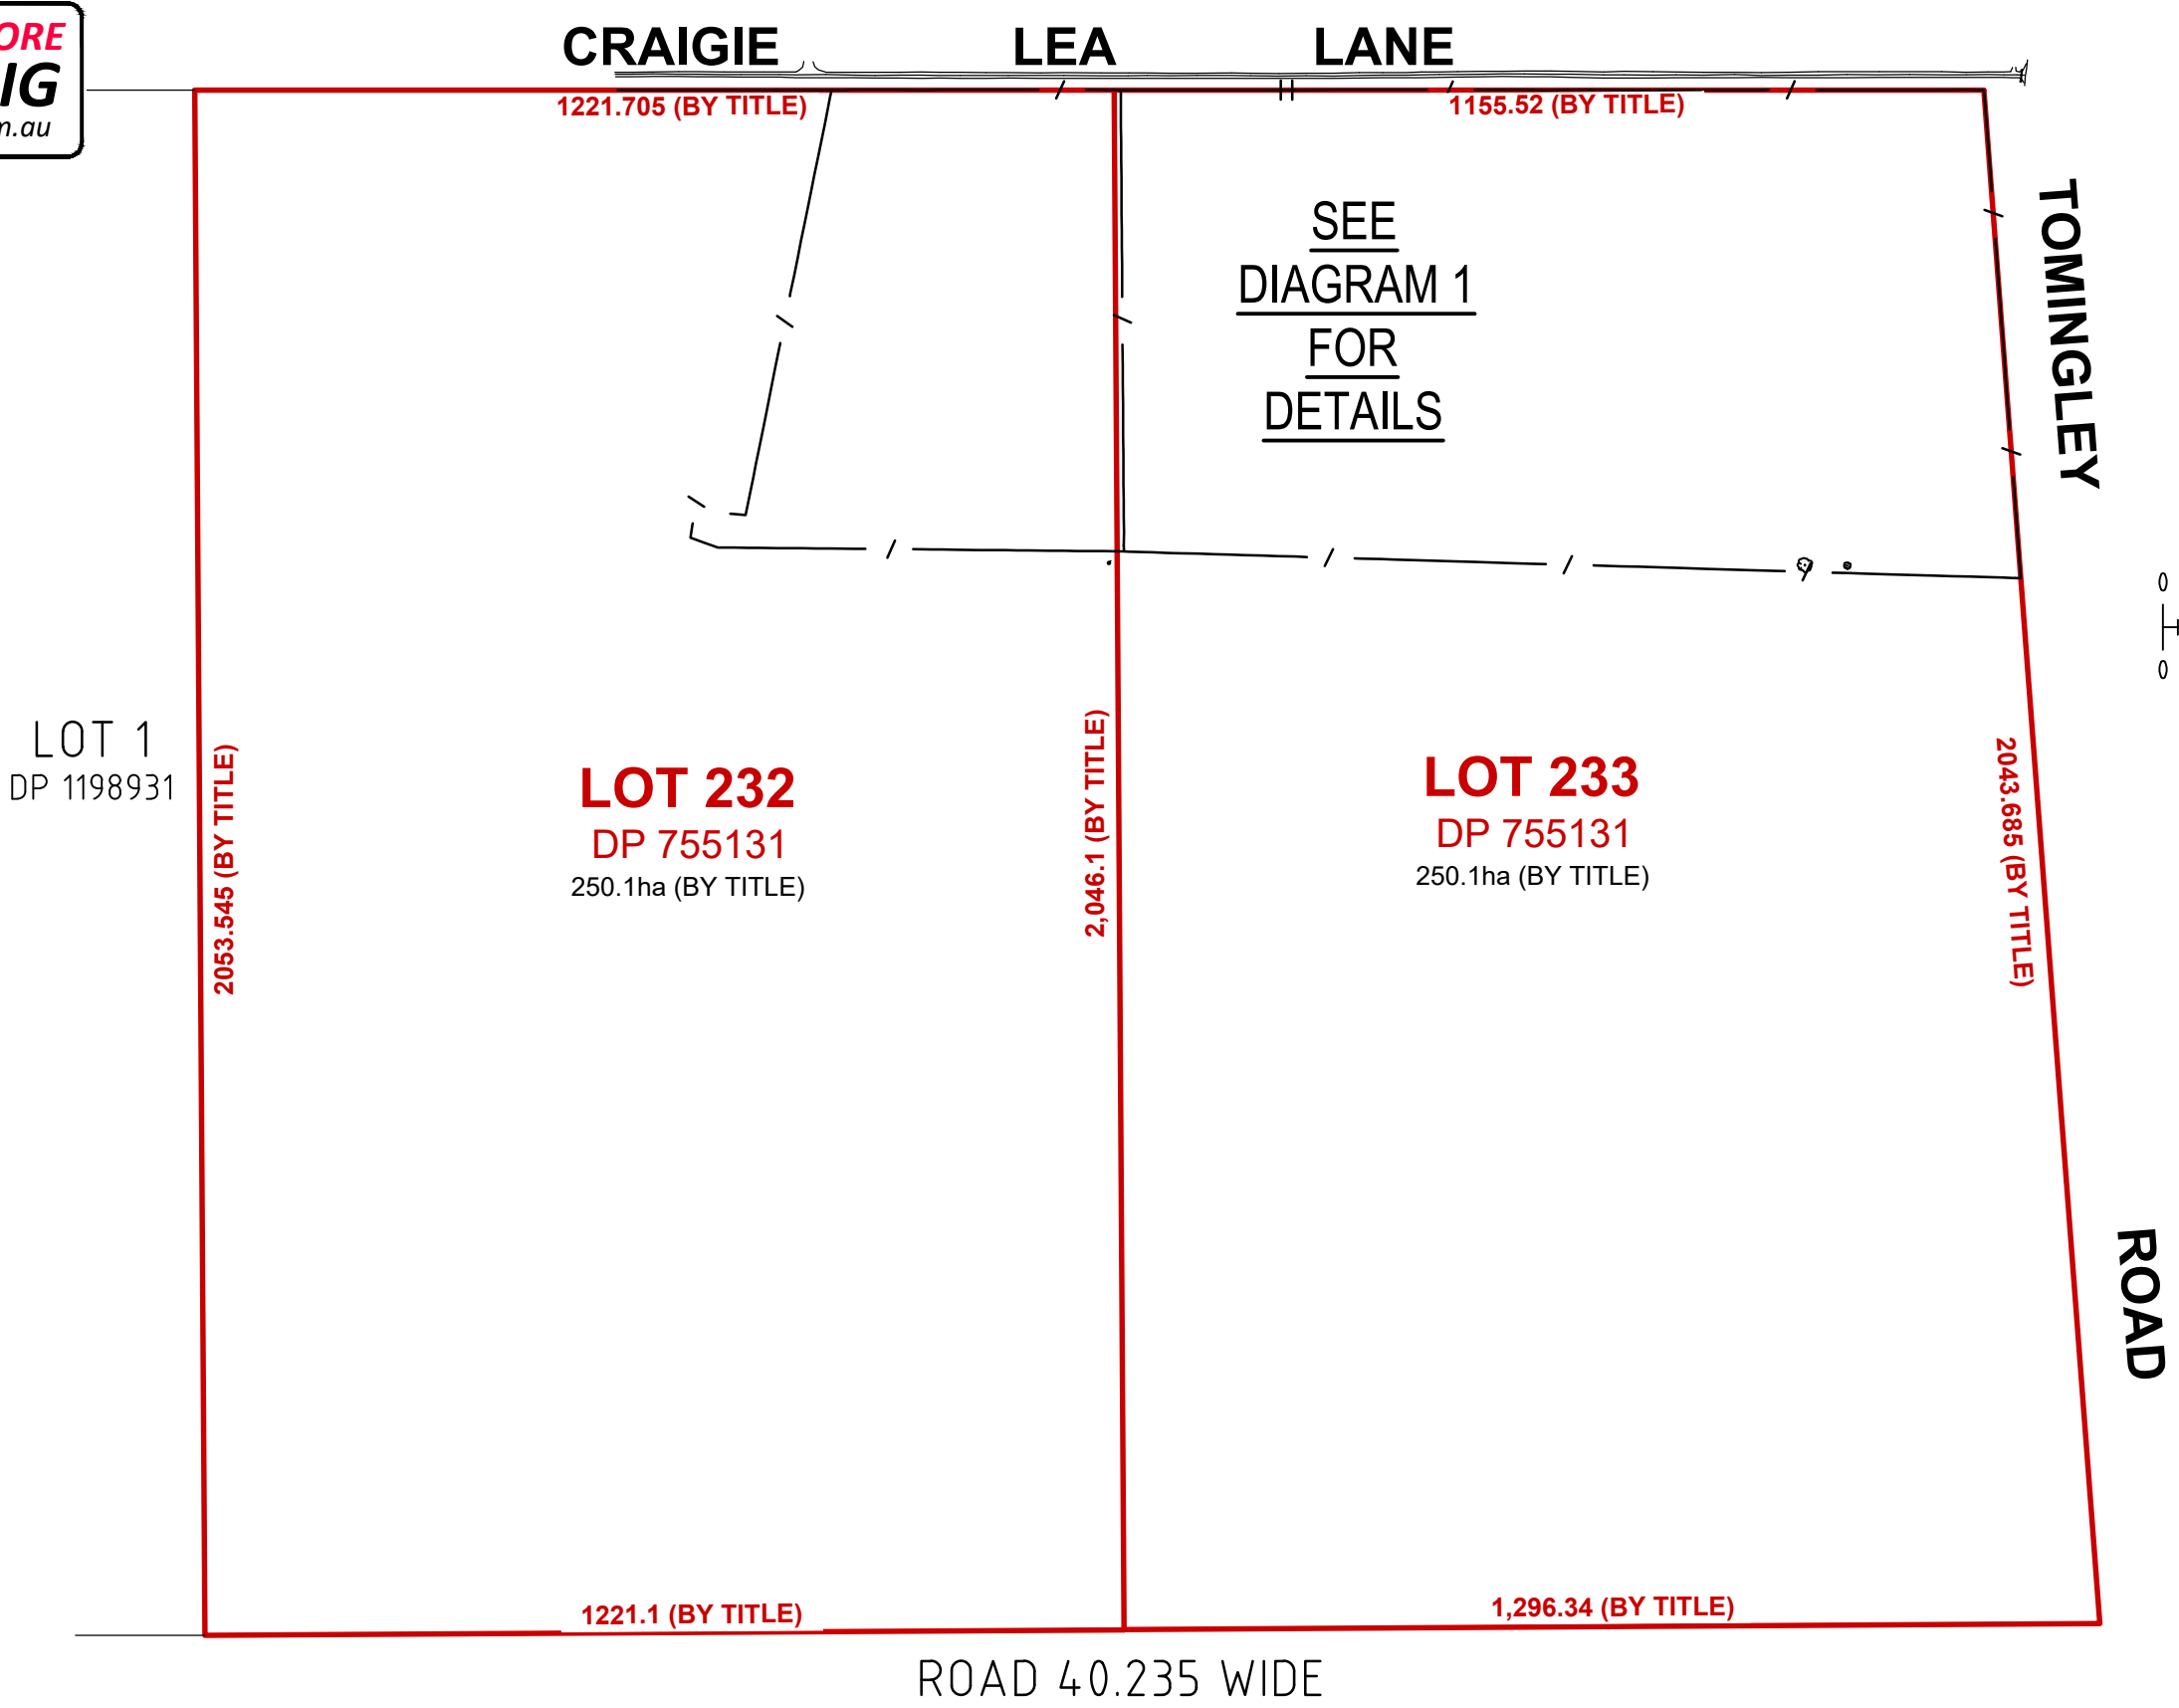 ORE
IG
n.au
CRAIGIE LEA LANE
1221.705 (BY TITLE)
1155.52 (BY TITLE)
SEE
DIAGRAM 1
FOR
DETAILS
TOMINGLEY
LOT 1
DP 1198931
2053.545 (BY TITLE)
LOT 232
DP 755131
250.1ha (BY TITLE)
2,046.1 (BY TITLE)
LOT 233
DP 755131
250.1ha (BY TITLE)
2043.685 (BY TITLE)
ROAD
1221.1 (BY TITLE)
1,296.34 (BY TITLE)
ROAD 40.235 WIDE